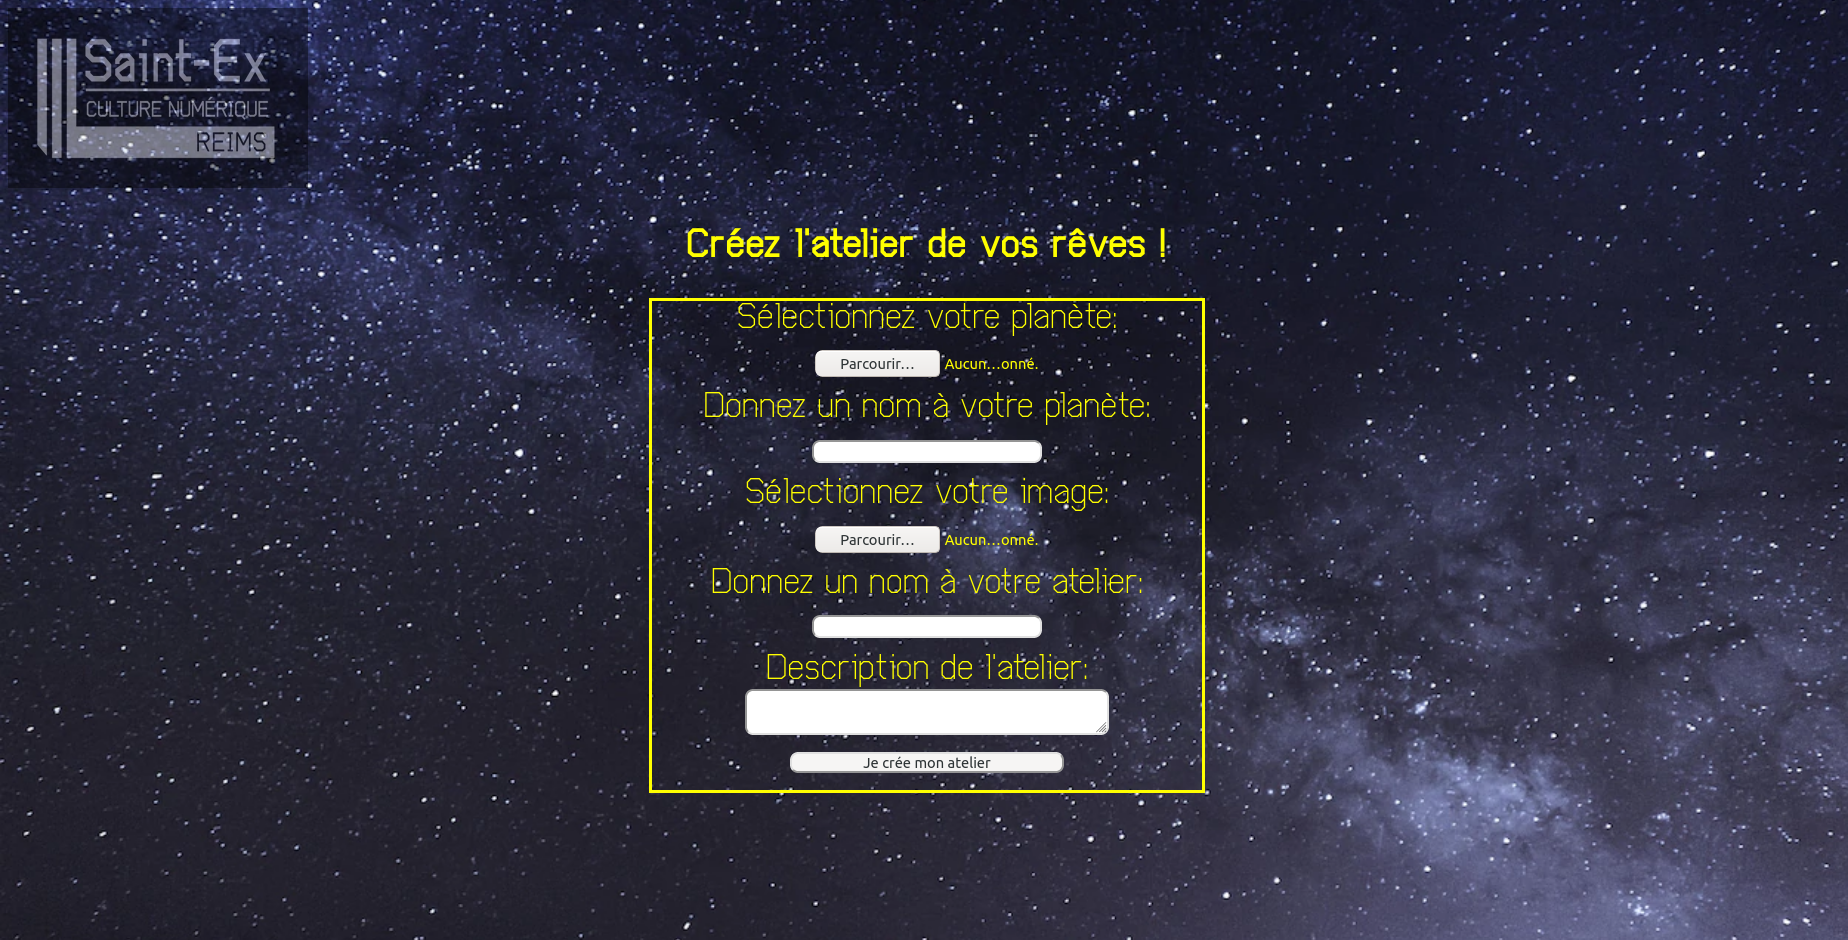 Saint-Ex
CULTURE NUMÉRIQUE
REIMS
Créez l'atelier de vos rêves !
Sélectionnez votre planète:
Parcourir... Aucun...onné.
Donnez un nom à votre planète:
Sélectionnez votre image:
Parcourir... Aucun...onné.
Donnez un nom à votre atelier:
Description de l'atelier:
Je crée mon atelier